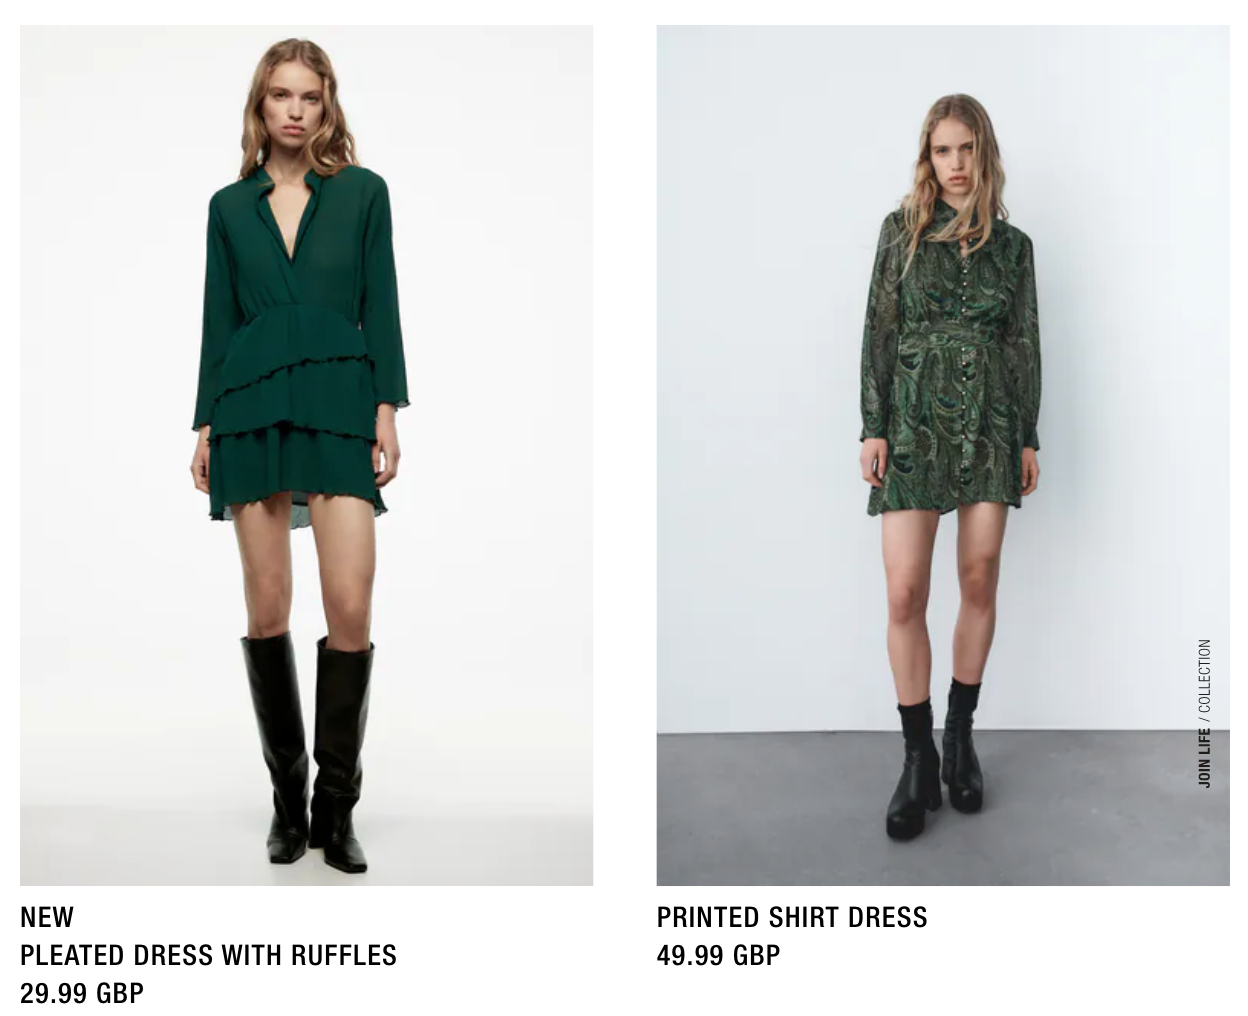 NEW
PLEATED DRESS WITH RUFFLES
29.99 GBP
JOIN LIFE / COLLECTION
PRINTED SHIRT DRESS
49.99 GBP